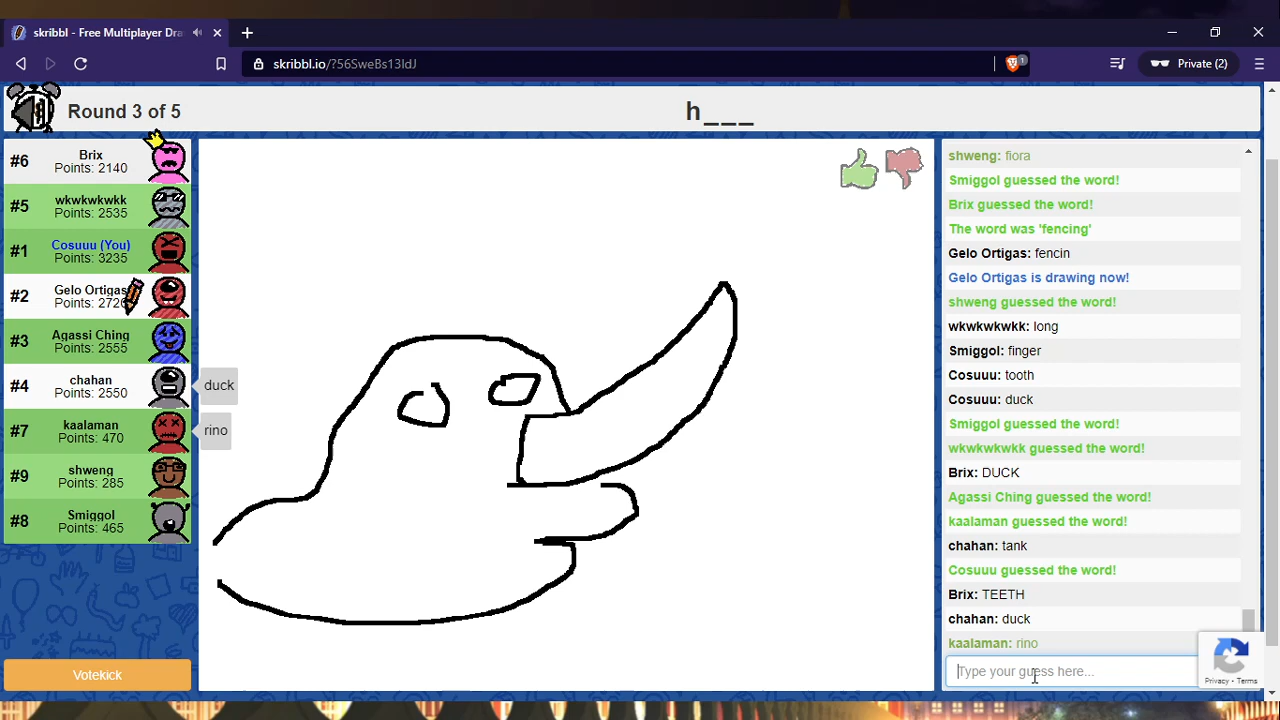 skribbl - Free Multiplayer Dra
skribbl.io/?56SweBs13IdJ
1
Private (2)
Round 3 of 5
h___
#6 Brix
Points: 2140
#5 wkwkwkwkk
Points: 2535
#1 Cosuuu (You)
Points: 3235
#2 Gelo Ortigas
Points: 2726
#3 Agassi Ching
Points: 2555
#4 chahan
Points: 2550
duck
#7 kaalaman
Points: 470
rino
#9 shweng
Points: 285
#8 Smiggol
Points: 465
Votekick
shweng: fiora
Smiggol guessed the word!
Brix guessed the word!
The word was 'fencing'
Gelo Ortigas: fencin
Gelo Ortigas is drawing now!
shweng guessed the word!
wkwkwkwkk: long
Smiggol: finger
Cosuuu: tooth
Cosuuu: duck
Smiggol guessed the word!
wkwkwkwkk guessed the word!
Brix: DUCK
Agassi Ching guessed the word!
kaalaman guessed the word!
chahan: tank
Cosuuu guessed the word!
Brix: TEETH
chahan: duck
kaalaman: rino
Type your guess here...
Privacy - Terms